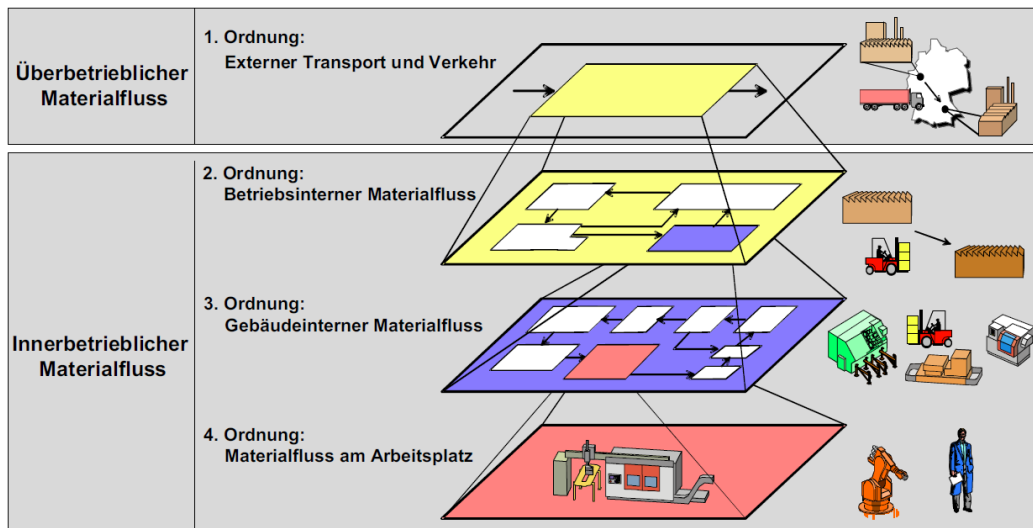 Überbetrieblicher
Materialfluss
1. Ordnung:
Externer Transport und Verkehr
Innerbetrieblicher
Materialfluss
2. Ordnung:
Betriebsinterner Materialfluss
3. Ordnung:
Gebäudeinterner Materialfluss
4. Ordnung:
Materialfluss am Arbeitsplatz